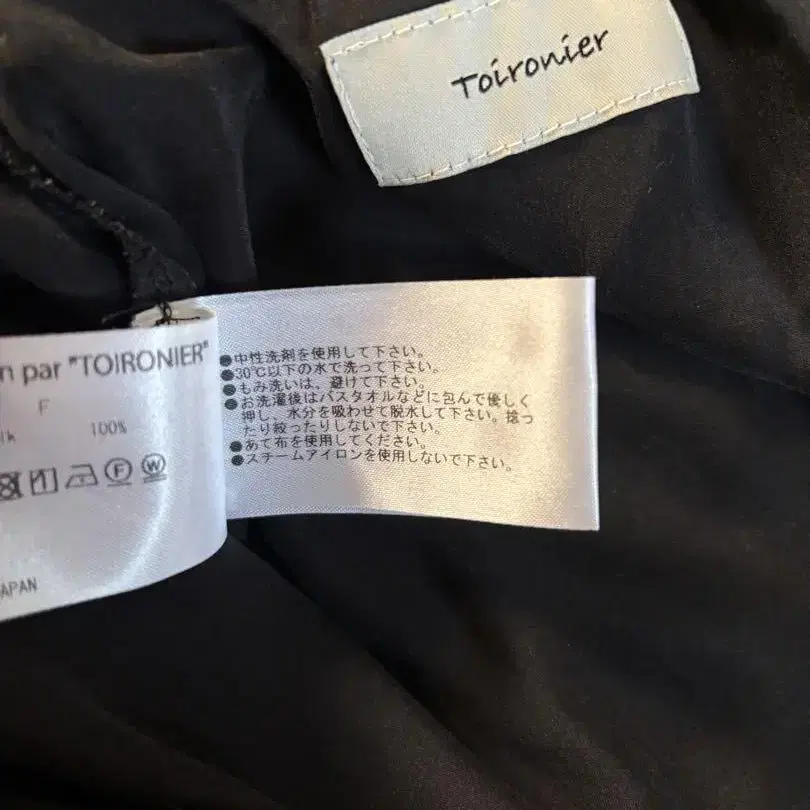 Toironier
n par "TOIRONIER"
F
lk 100%
F W
APAN
●中性洗剤を使用して下さい。
●30℃以下の水で洗って下さい。
●もみ洗いは、避けて下さい。
●お洗濯後はバスタオルなどに包んで優しく
押し、水分を吸わせて脱水して下さい。捻っ
たり絞ったりしないで下さい。
●あて布を使用してください。
●スチームアイロンを使用しないで下さい。